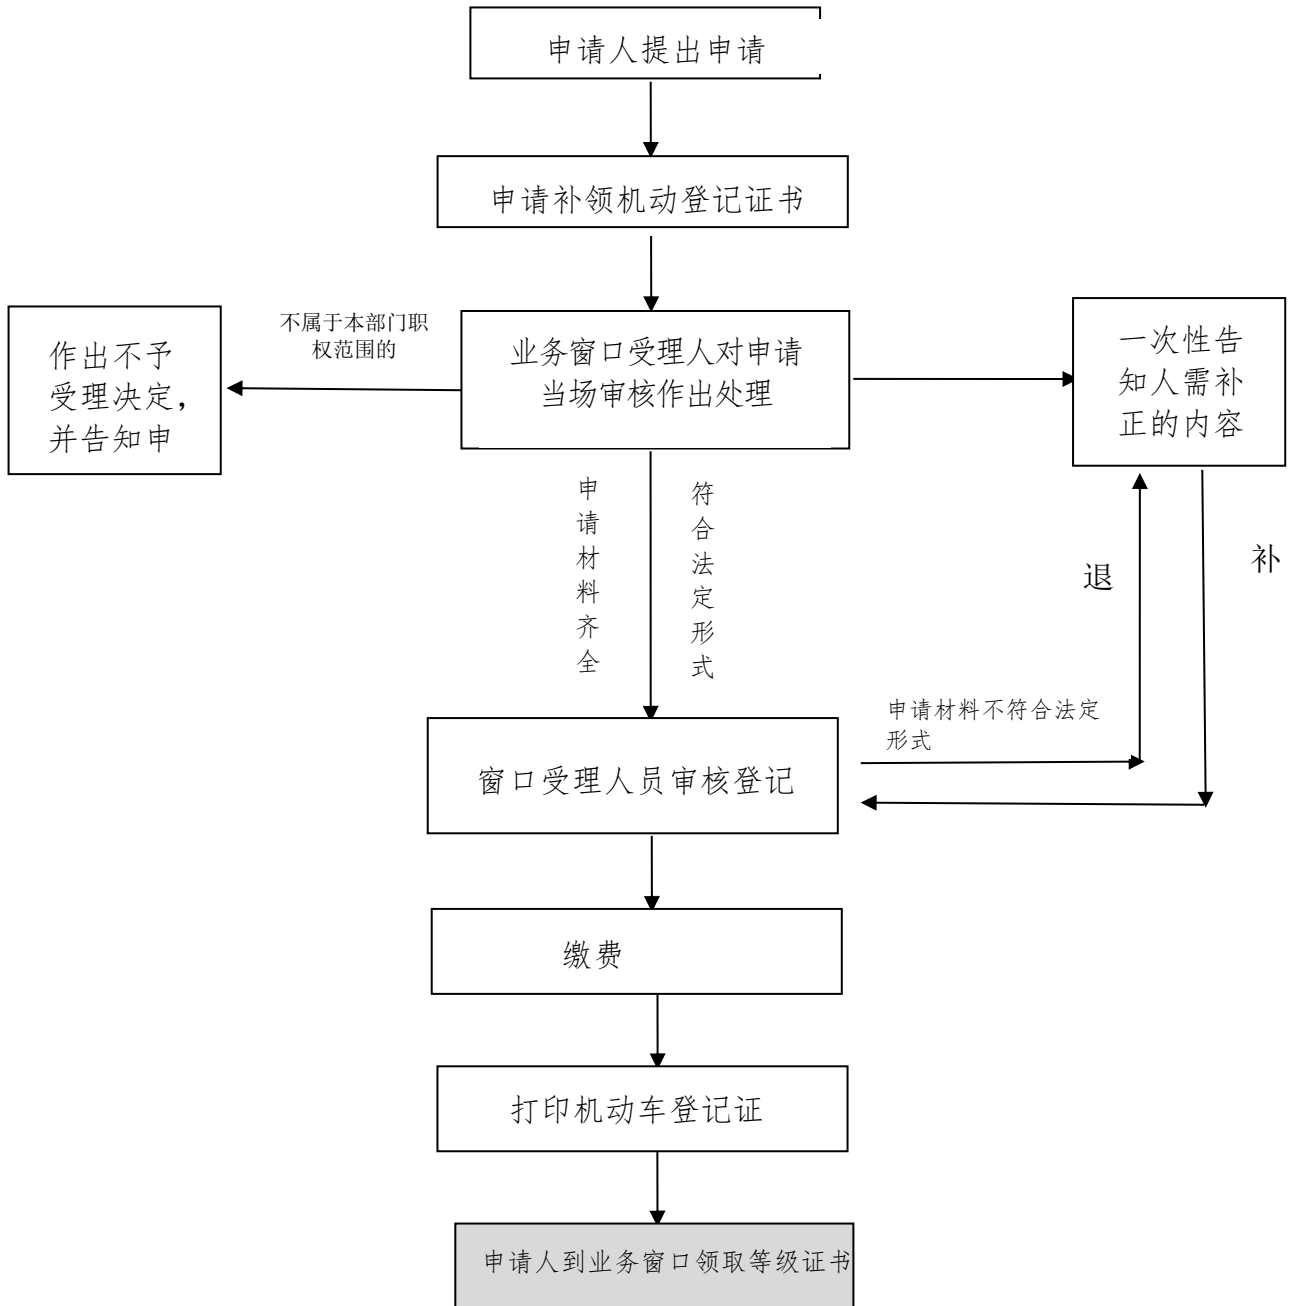 申请人提出申请
申请补领机动登记证书
不属于本部门职
权范围的
作出不予
受理决定，
并告知申
业务窗口受理人对申请
当场审核作出处理
一次性告
知人需补
正的内容
申请材料齐全
符合法定形式
退
补
申请材料不符合法定
形式
窗口受理人员审核登记
缴费
打印机动车登记证
申请人到业务窗口领取等级证书